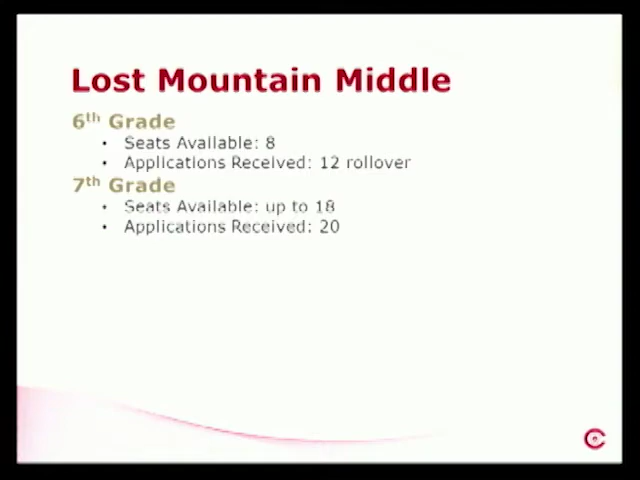 Lost Mountain Middle
6th Grade
• Seats Available: 8
• Applications Received: 12 rollover
7th Grade
• Seats Available: up to 18
• Applications Received: 20